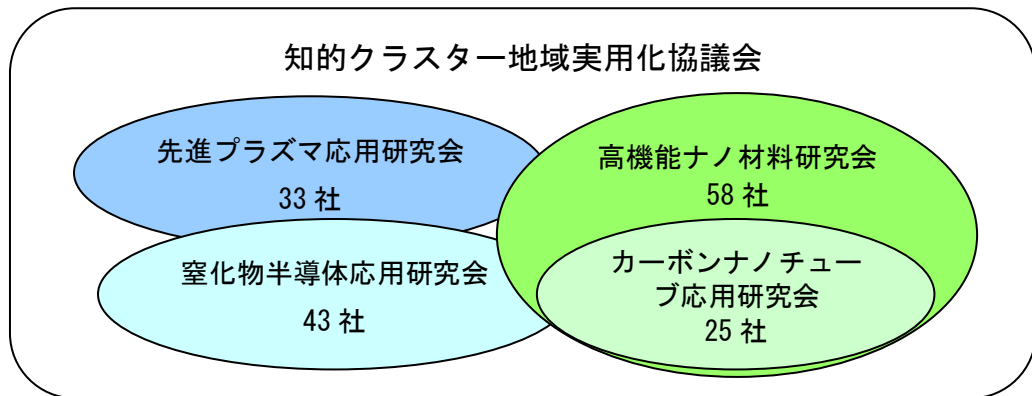 知的クラスター地域実用化協議会
先進プラズマ応用研究会
33 社
窒化物半導体応用研究会
43 社
高機能ナノ材料研究会
58 社
カーボンナノチュー
ブ応用研究会
25 社